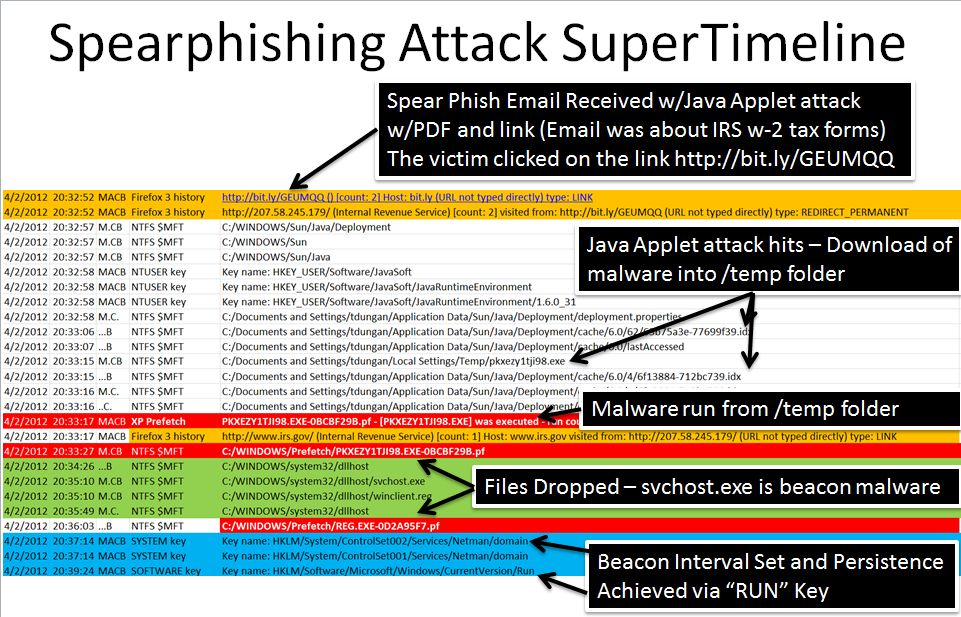 Spearphishing Attack SuperTimeline
Spear Phish Email Received w/Java Applet attack
w/PDF and link (Email was about IRS w-2 tax forms)
The victim clicked on the link http://bit.ly/GEUMQQ
4/2/2012 20:32:52 MACB Firefox 3 history http://bit.ly/GEUMQQ () [count: 2] Host: bit.ly (URL not typed directly) type: LINK
4/2/2012 20:32:52 MACB Firefox 3 history http://207.58.245.179/ (Internal Revenue Service) [count: 2] visited from: http://bit.ly/GEUMQQ (URL not typed directly) type: REDIRECT_PERMANENT
4/2/2012 20:32:57 M.CB NTFS $MFT C:/WINDOWS/Sun/Java/Deployment
4/2/2012 20:32:57 M.CB NTFS $MFT C:/WINDOWS/Sun
4/2/2012 20:32:57 M.CB NTFS $MFT C:/WINDOWS/Sun/Java
4/2/2012 20:32:58 MACB NTUSER key Key name: HKEY_USER/Software/JavaSoft
4/2/2012 20:32:58 MACB NTUSER key Key name: HKEY_USER/Software/JavaSoft/JavaRuntimeEnvironment
4/2/2012 20:32:58 MACB NTUSER key Key name: HKEY_USER/Software/JavaSoft/JavaRuntimeEnvironment/1.6.0_31
Java Applet attack hits – Download of
malware into /temp folder
4/2/2012 20:32:58 M.C. NTFS $MFT C:/Documents and Settings/tdungan/Application Data/Sun/Java/Deployment/deployment.properties
4/2/2012 20:33:06 ...B NTFS $MFT C:/Documents and Settings/tdungan/Application Data/Sun/Java/Deployment/cache/6.0/62/
4/2/2012 20:33:07 ...B NTFS $MFT C:/Documents and Settings/tdungan/Application Data/Sun/Java/Deployment/cache/6.0/lastAccessed
4/2/2012 20:33:15 M.CB NTFS $MFT C:/Documents and Settings/tdungan/Local Settings/Temp/pkxezy1tji98.exe
4/2/2012 20:33:15 ...B NTFS $MFT C:/Documents and Settings/tdungan/Application Data/Sun/Java/Deployment/cache/6.0/4/6f13884-712bc739.idx
4/2/2012 20:33:16 M.C. NTFS $MFT C:/Documents and Settings/tdungan/Application Data/Sun/Java/Deployment/
4/2/2012 20:33:16 ..C. NTFS $MFT C:/Documents and Settings/tdungan/Application Data/Sun/Java/Deployment/
Malware run from /temp folder
4/2/2012 20:33:17 MACB XP Prefetch PKXEZY1TJI98.EXE-0BCBF29B.pf - [PKXEZY1TJI98.EXE] was executed - run cou
4/2/2012 20:33:17 MACB Firefox 3 history http://www.irs.gov/ (Internal Revenue Service) [count: 1] Host: www.irs.gov visited from: http://207.58.245.179/ (URL not typed directly) type: LINK
4/2/2012 20:33:27 M.CB NTFS $MFT C:/WINDOWS/Prefetch/PKXEZY1TJI98.EXE-0BCBF29B.pf
4/2/2012 20:34:26 ...B NTFS $MFT C:/WINDOWS/system32/dllhost
4/2/2012 20:35:10 M.CB NTFS $MFT C:/WINDOWS/system32/dllhost/svchost.exe
4/2/2012 20:35:10 M.CB NTFS $MFT C:/WINDOWS/system32/dllhost/winclient.reg
4/2/2012 20:35:49 M.C. NTFS $MFT C:/WINDOWS/system32/dllhost
Files Dropped – svchost.exe is beacon malware
4/2/2012 20:36:03 ...B NTFS $MFT C:/WINDOWS/Prefetch/REG.EXE-0D2A95F7.pf
4/2/2012 20:37:14 MACB SYSTEM key Key name: HKLM/System/ControlSet002/Services/Netman/domain
4/2/2012 20:37:14 MACB SYSTEM key Key name: HKLM/System/ControlSet001/Services/Netman/domain
4/2/2012 20:39:24 MACB SOFTWARE key Key name: HKLM/Software/Microsoft/Windows/CurrentVersion/Run
Beacon Interval Set and Persistence
Achieved via “RUN” Key